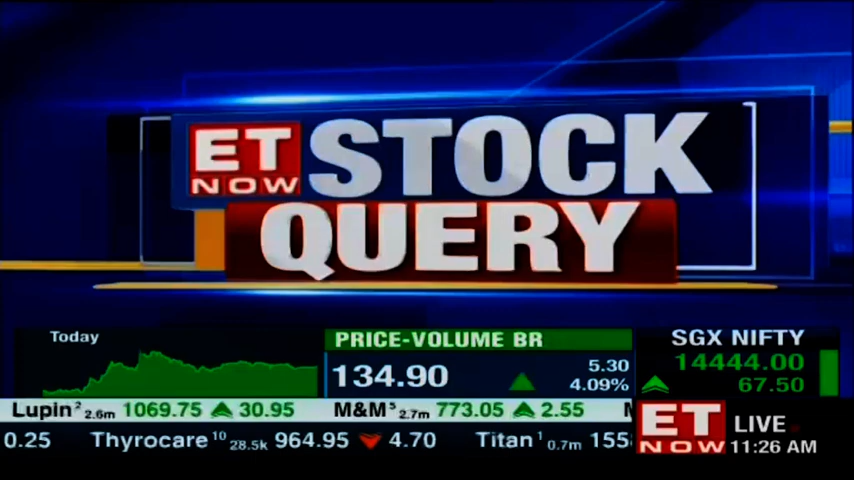 ET
NOW
STOCK
QUERY
Today
PRICE-VOLUME BR
134.90
5.30
4.09%
SGX NIFTY
14444.00
67.50
Lupin 2 2.6m 1069.75 30.95 M&M 5 2.7m 773.05 2.55
0.25 Thyrocare 10 28.5k 964.95 4.70 Titan 1 0.7m 155
ET
NOW
LIVE
11:26 AM